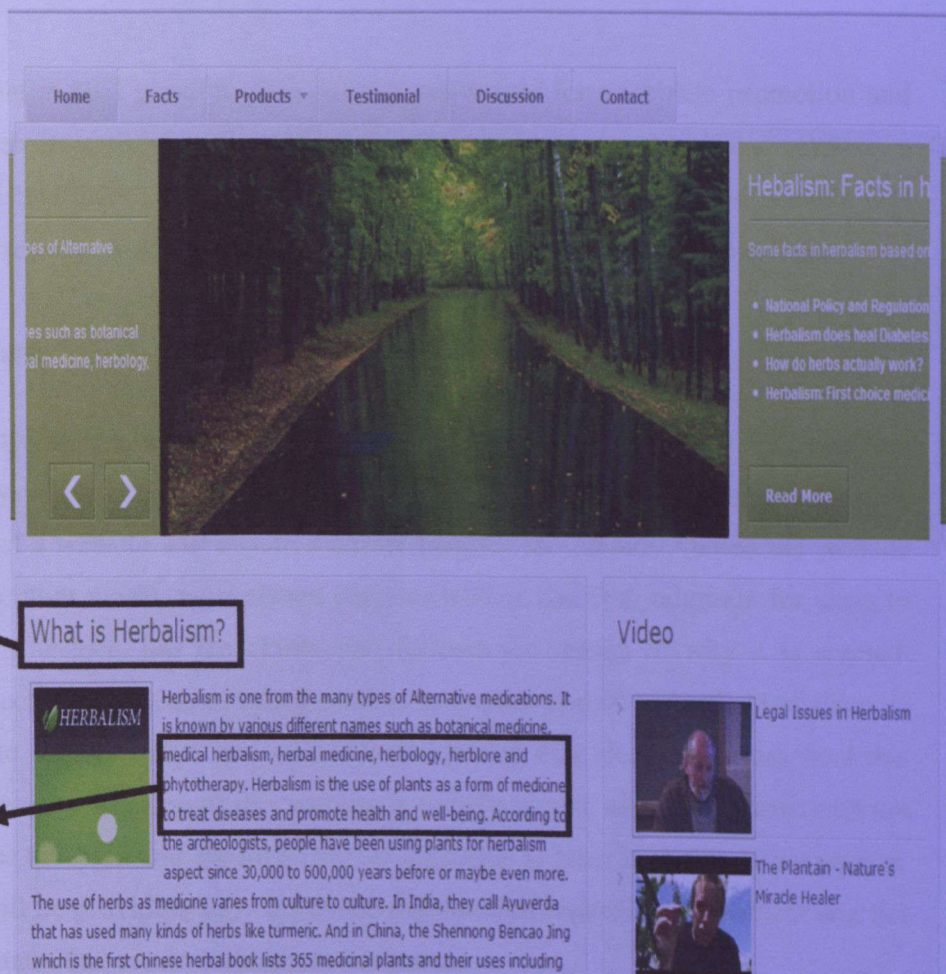 Home Facts Products Testimonial Discussion Contact
pes of Alternative
res such as botanical
al medicine, herbology,
Hebalism: Facts in h
Some facts in herbalism based on
• National Policy and Regulation
• Herbalism does heal Diabetes
• How do herbs actually work?
• Herbalism: First choice medici
Read More
What is Herbalism?
HERBALISM
Herbalism is one from the many types of Alternative medications. It
is known by various different names such as botanical medicine,
medical herbalism, herbal medicine, herbology, herblore and
phytotherapy. Herbalism is the use of plants as a form of medicine
to treat diseases and promote health and well-being. According to
the archeologists, people have been using plants for herbalism
aspect since 30,000 to 600,000 years before or maybe even more.
The use of herbs as medicine varies from culture to culture. In India, they call Ayuverda
that has used many kinds of herbs like turmeric. And in China, the Shennong Bencao Jing
which is the first Chinese herbal book lists 365 medicinal plants and their uses including
Video
Legal Issues in Herbalism
The Plantain - Nature's
Miracle Healer